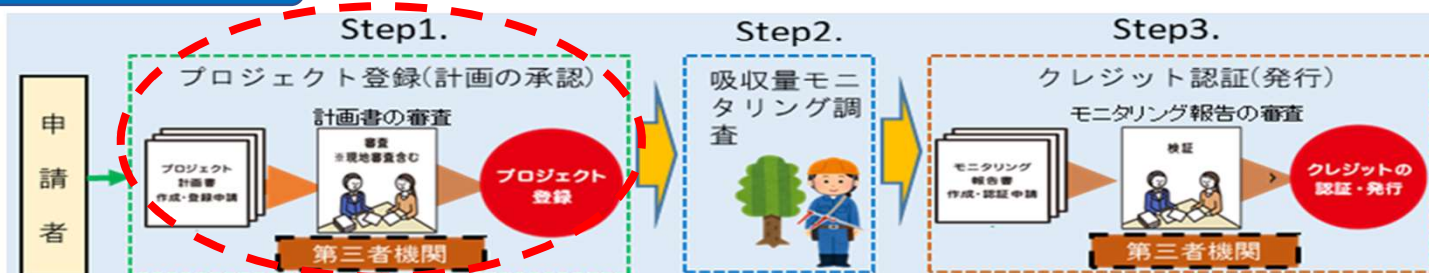 Step1.
Step2.
Step3.
申請者
プロジェクト登録(計画の承認)
計画書の審査
プロジェクト
計画書
作成・登録申請
審査
※現地審査含む
プロジェクト
登録
第三者機関
吸収量モニ
タリング調
査
クレジット認証(発行)
モニタリング報告の審査
モニタリング
報告書
作成・認証申請
検証
クレジットの
認証・発行
第三者機関